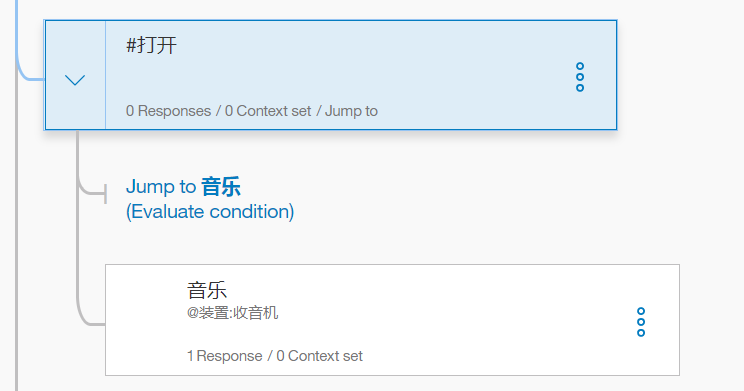 #打开
0 Responses / 0 Context set / Jump to
Jump to 音乐
(Evaluate condition)
音乐
@装置:收音机
1 Response / 0 Context set